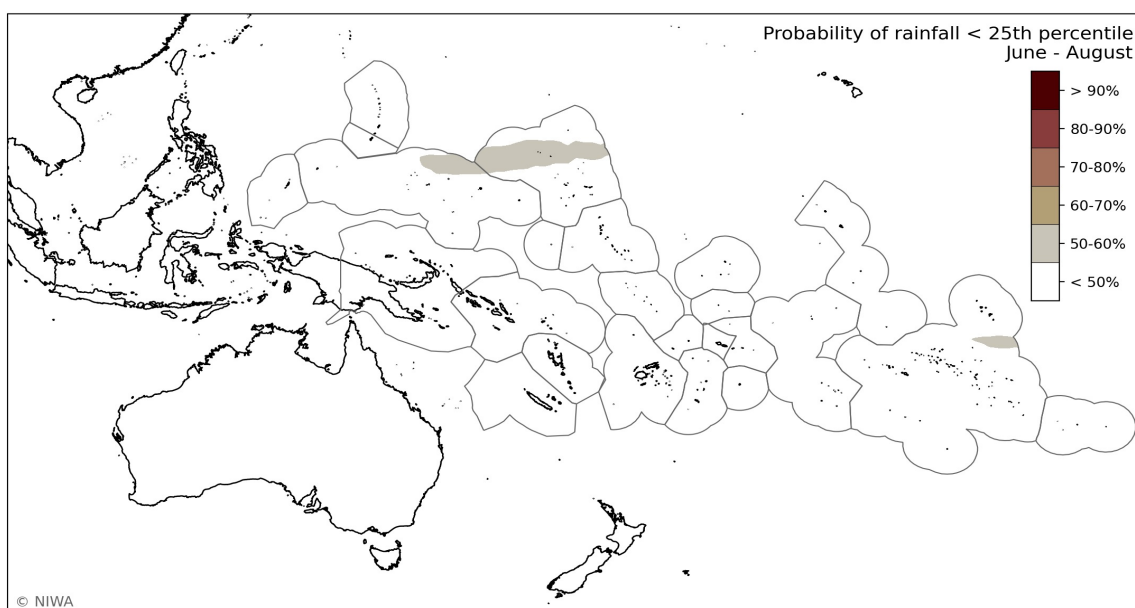 Probability of rainfall < 25th percentile
June - August
> 90%
80-90%
70-80%
60-70%
50-60%
< 50%
© NIWA